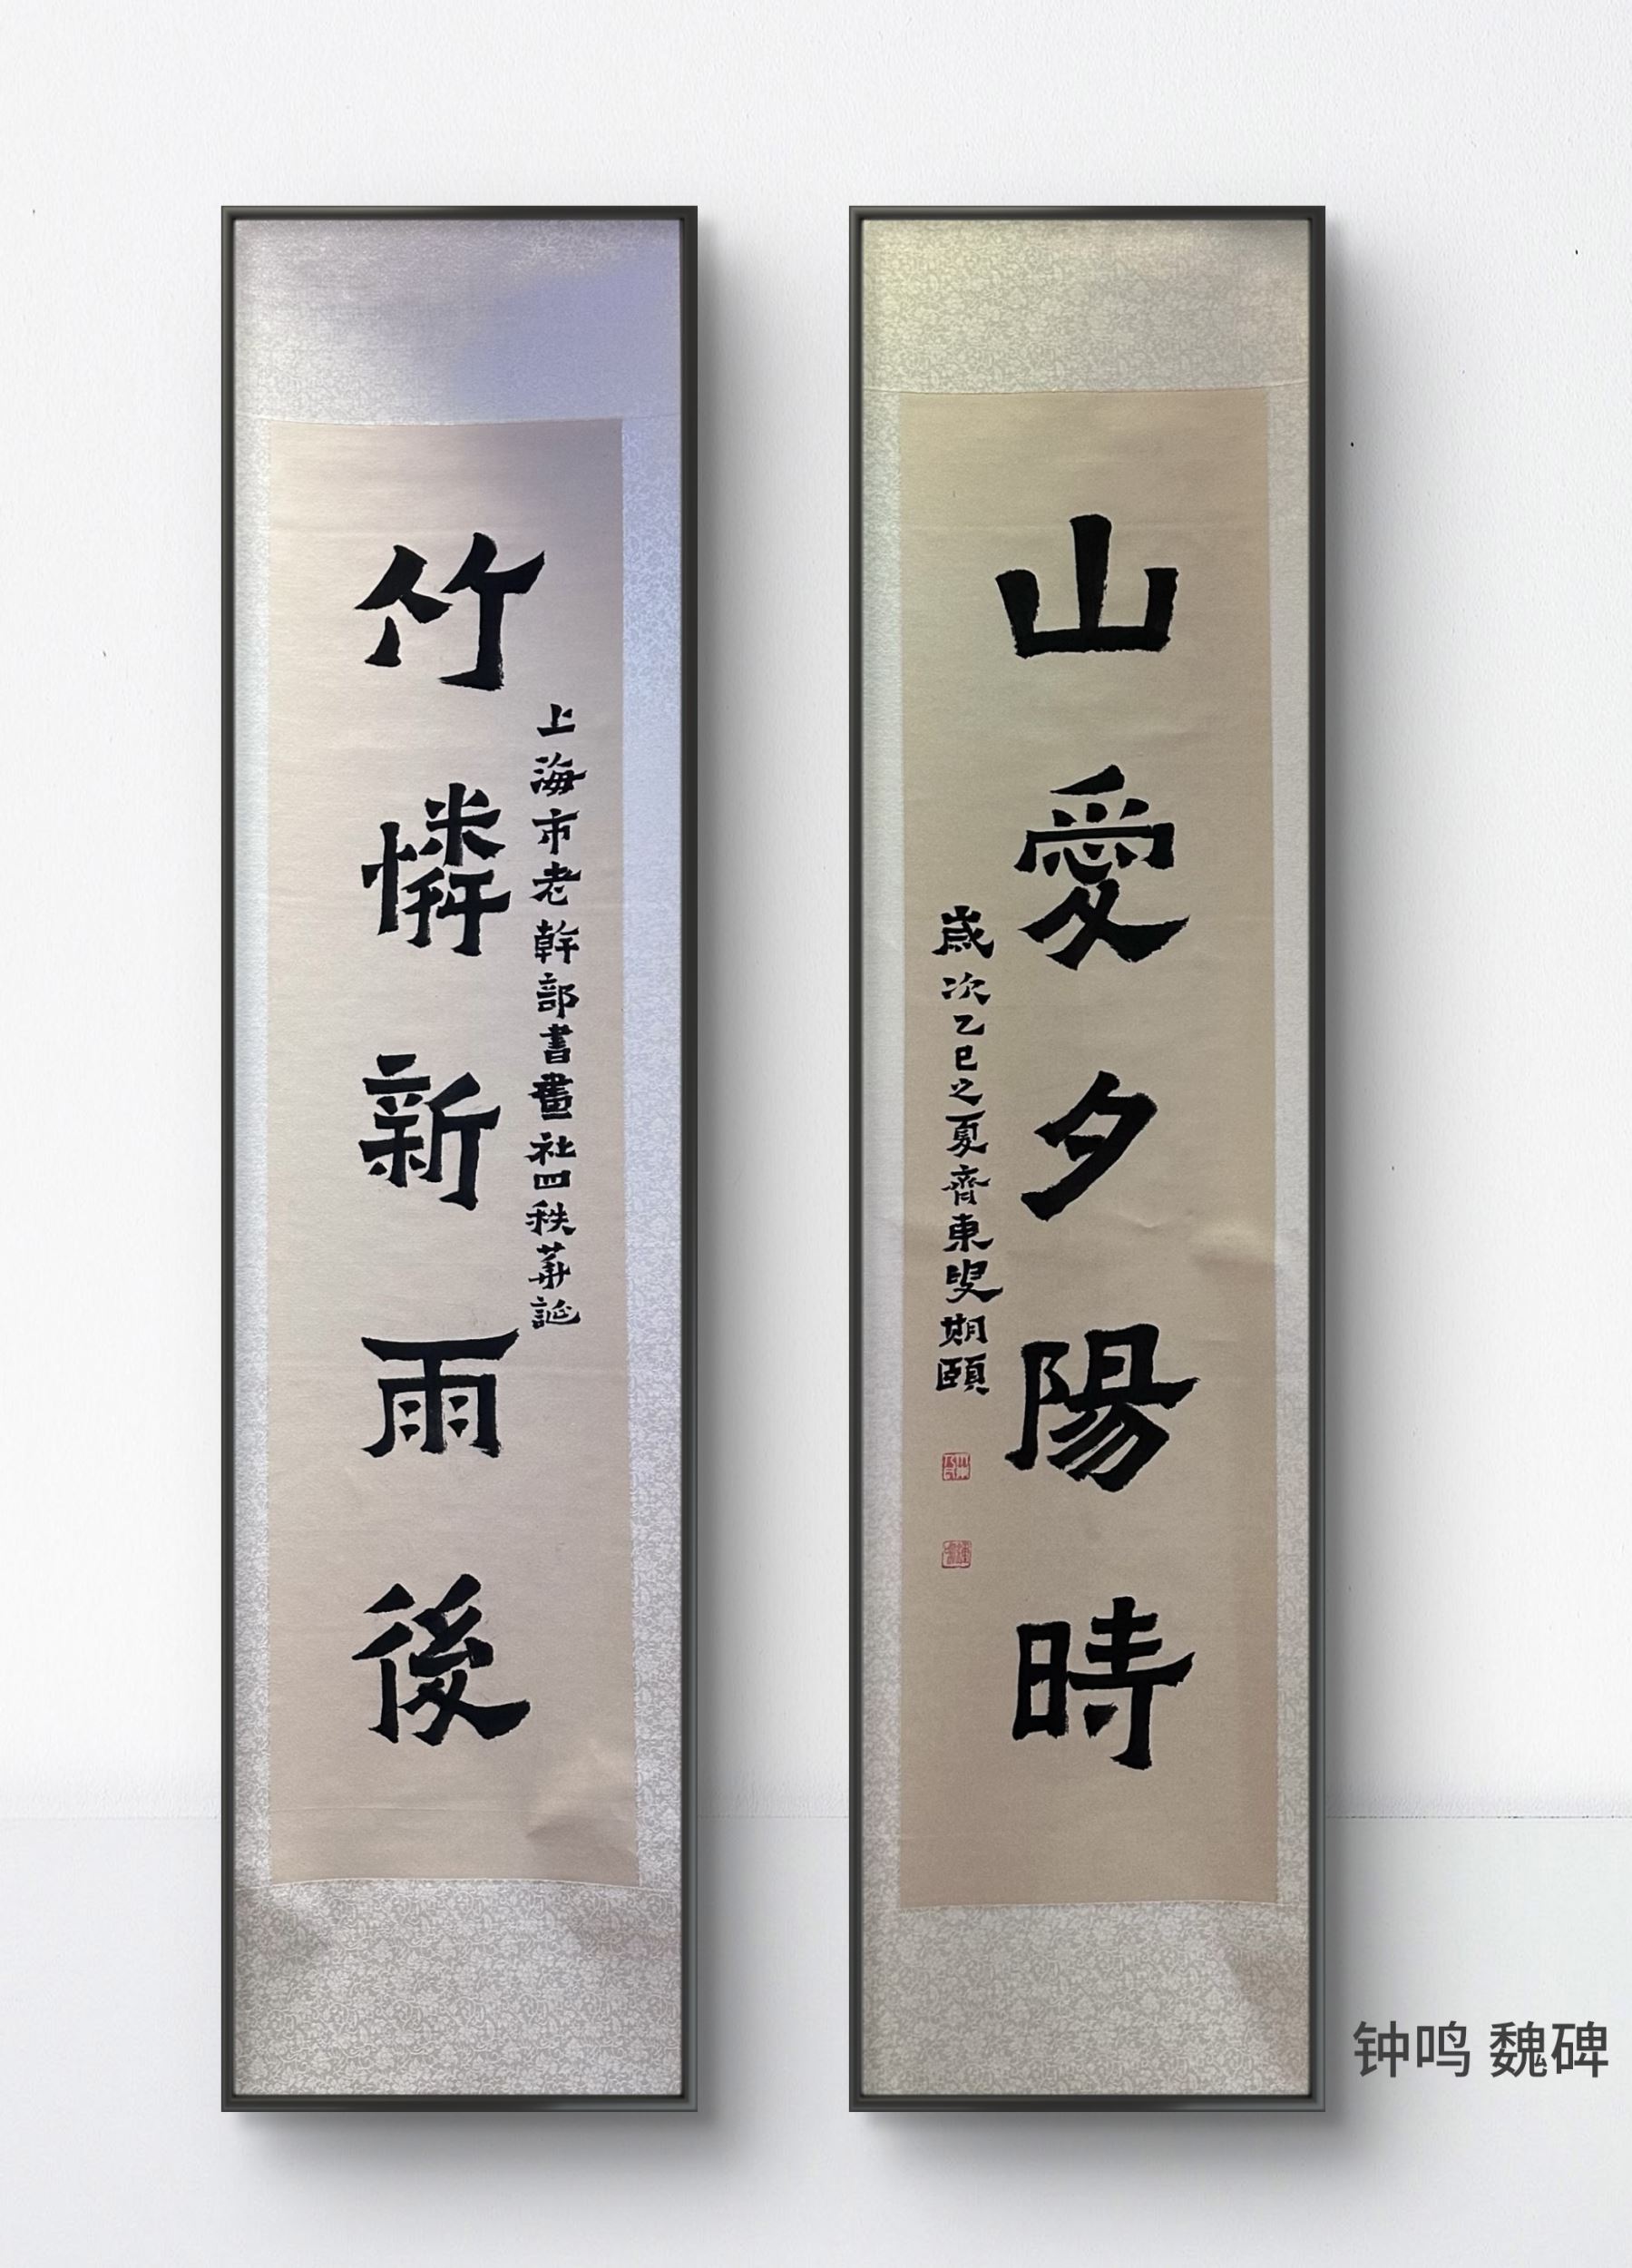 竹憐新雨後
上海市老幹部書畫社四秩華誕
山愛夕陽時
歲次乙巳之夏齊東叟期頤
钟鸣 魏碑